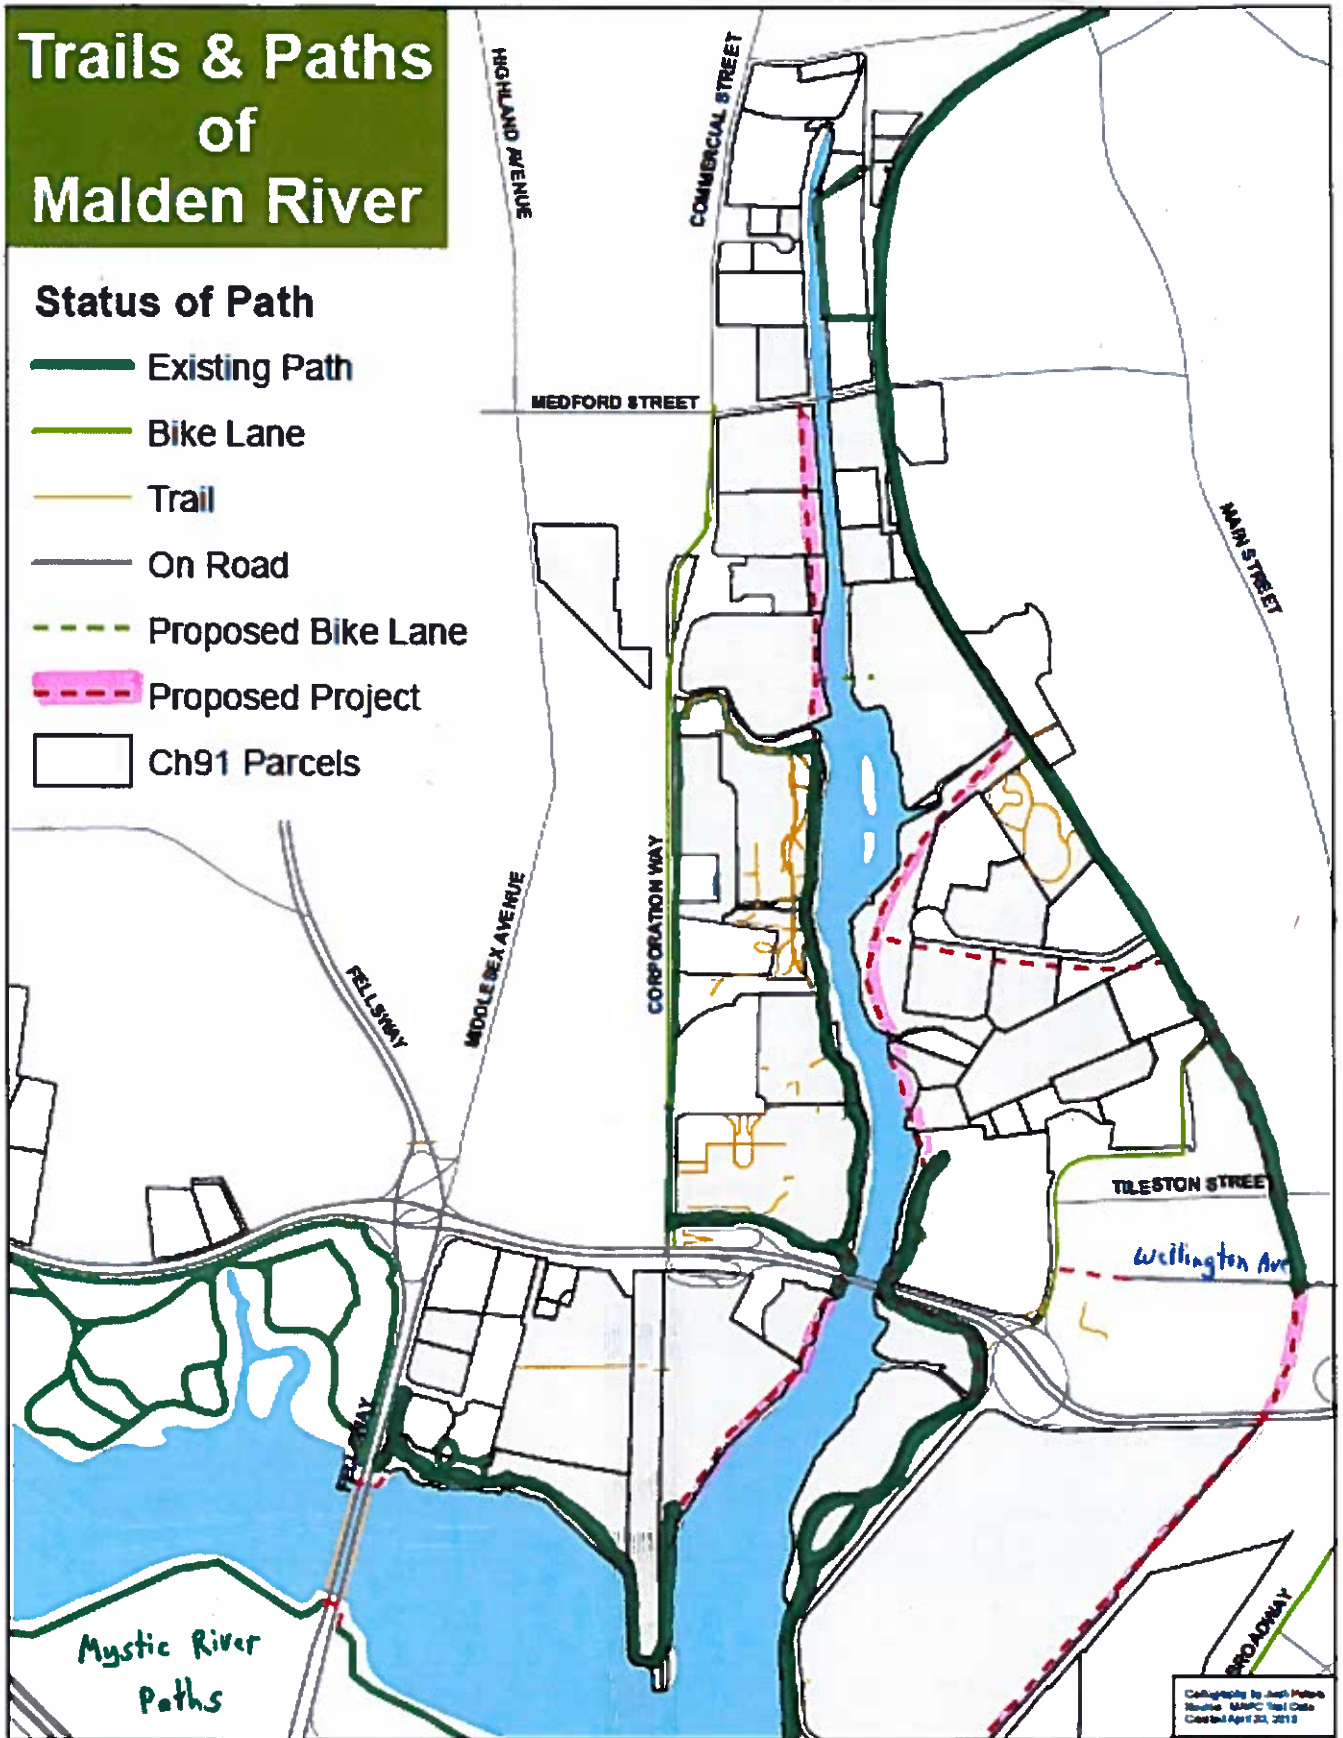 Trails & Paths
of
Malden River
Status of Path
Existing Path
Bike Lane
Trail
On Road
Proposed Bike Lane
Proposed Project
Ch91 Parcels
HIGHLAND AVENUE
COMMERCIAL STREET
MEDFORD STREET
MAIN STREET
CORPORATION WAY
MIDDLESEX AVENUE
FELLSWAY
TILESTON STREET
Wellington Ave
FELLSWAY
BROADWAY
Mystic River
Paths
Created April